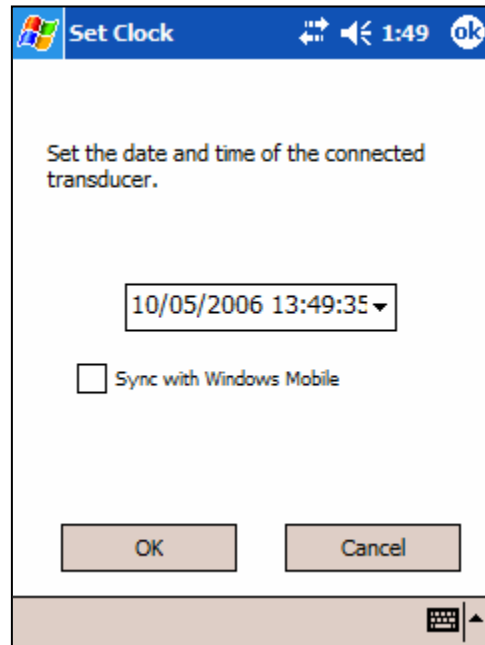 Set Clock 1:49 ok
Set the date and time of the connected
transducer.
10/05/2006 13:49:35
Sync with Windows Mobile
OK Cancel